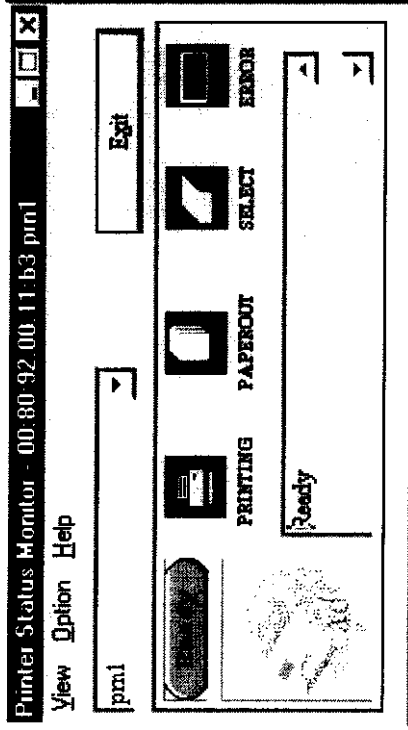 Printer Status Monitor - 00:80:92:00:11:b3 prn1
View Option Help
prn1
Exit
PRINTING PAPEROUT SELECT ERROR
Ready